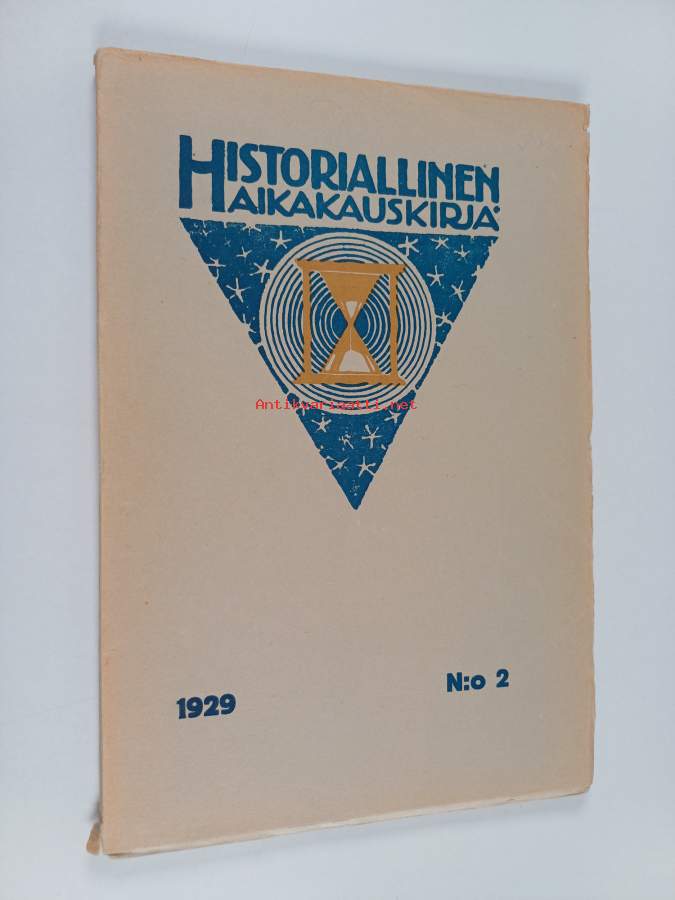 HISTORIALLINEN
AIKAKAUSKIRJA
Antikvariaatti.net
1929
N:o 2